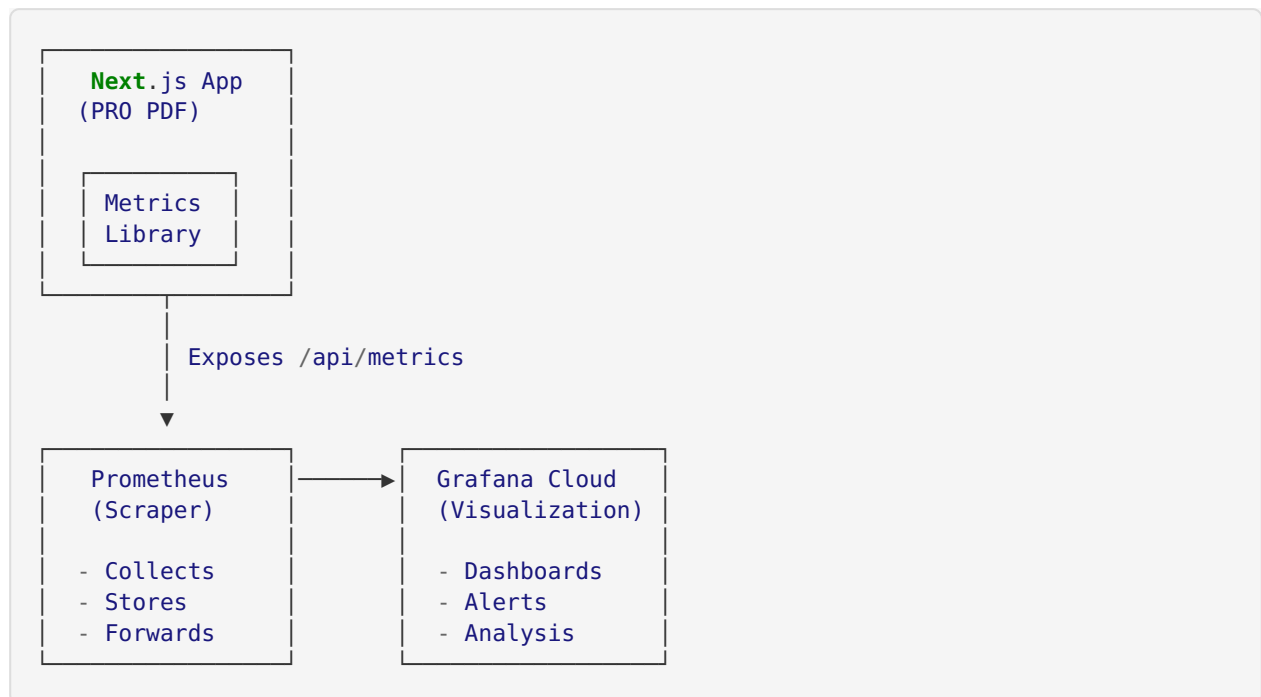 Next.js App
(PRO PDF)
Metrics
Library
Exposes /api/metrics
Prometheus
(Scraper)
- Collects
- Stores
- Forwards
Grafana Cloud
(Visualization)
- Dashboards
- Alerts
- Analysis